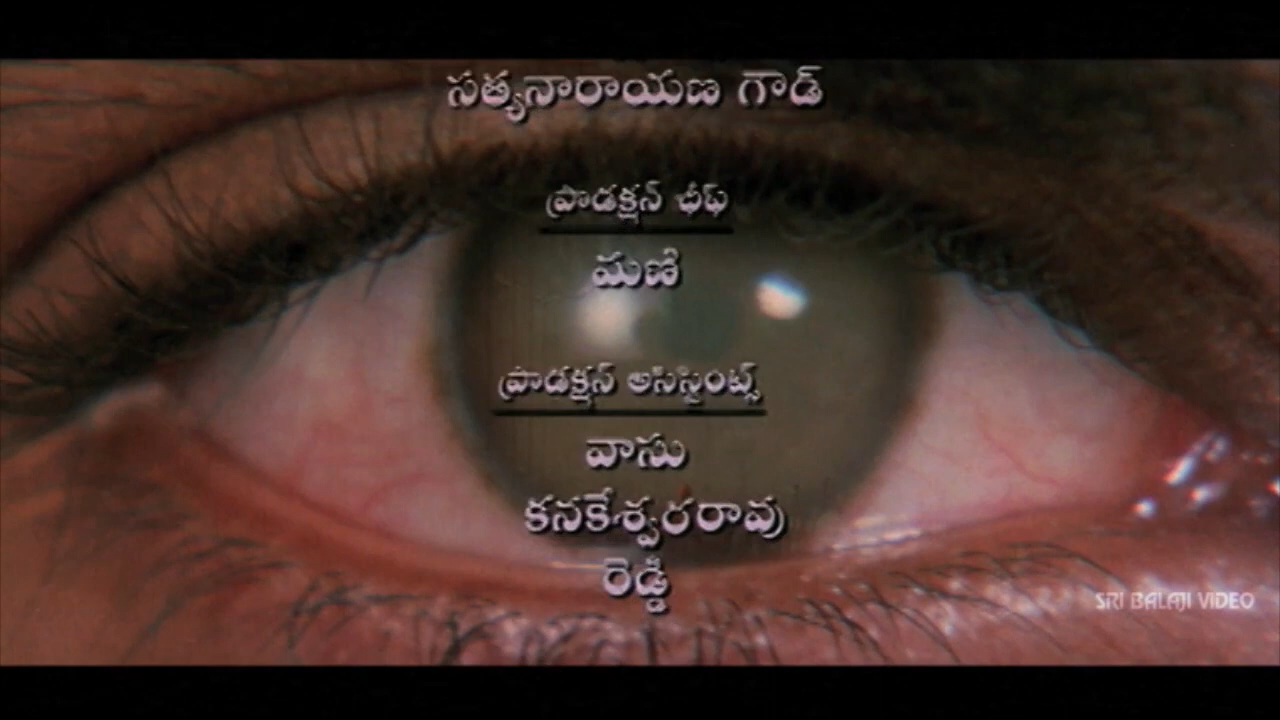 సత్యనారాయణ గౌడ్
ప్రొడక్షన్ ఛీఫ్
మణి
ప్రొడక్షన్ అసిస్టెంట్స్
వాసు
కనకేశ్వరరావు
రెడ్డి
SRI BALAJI VIDEO